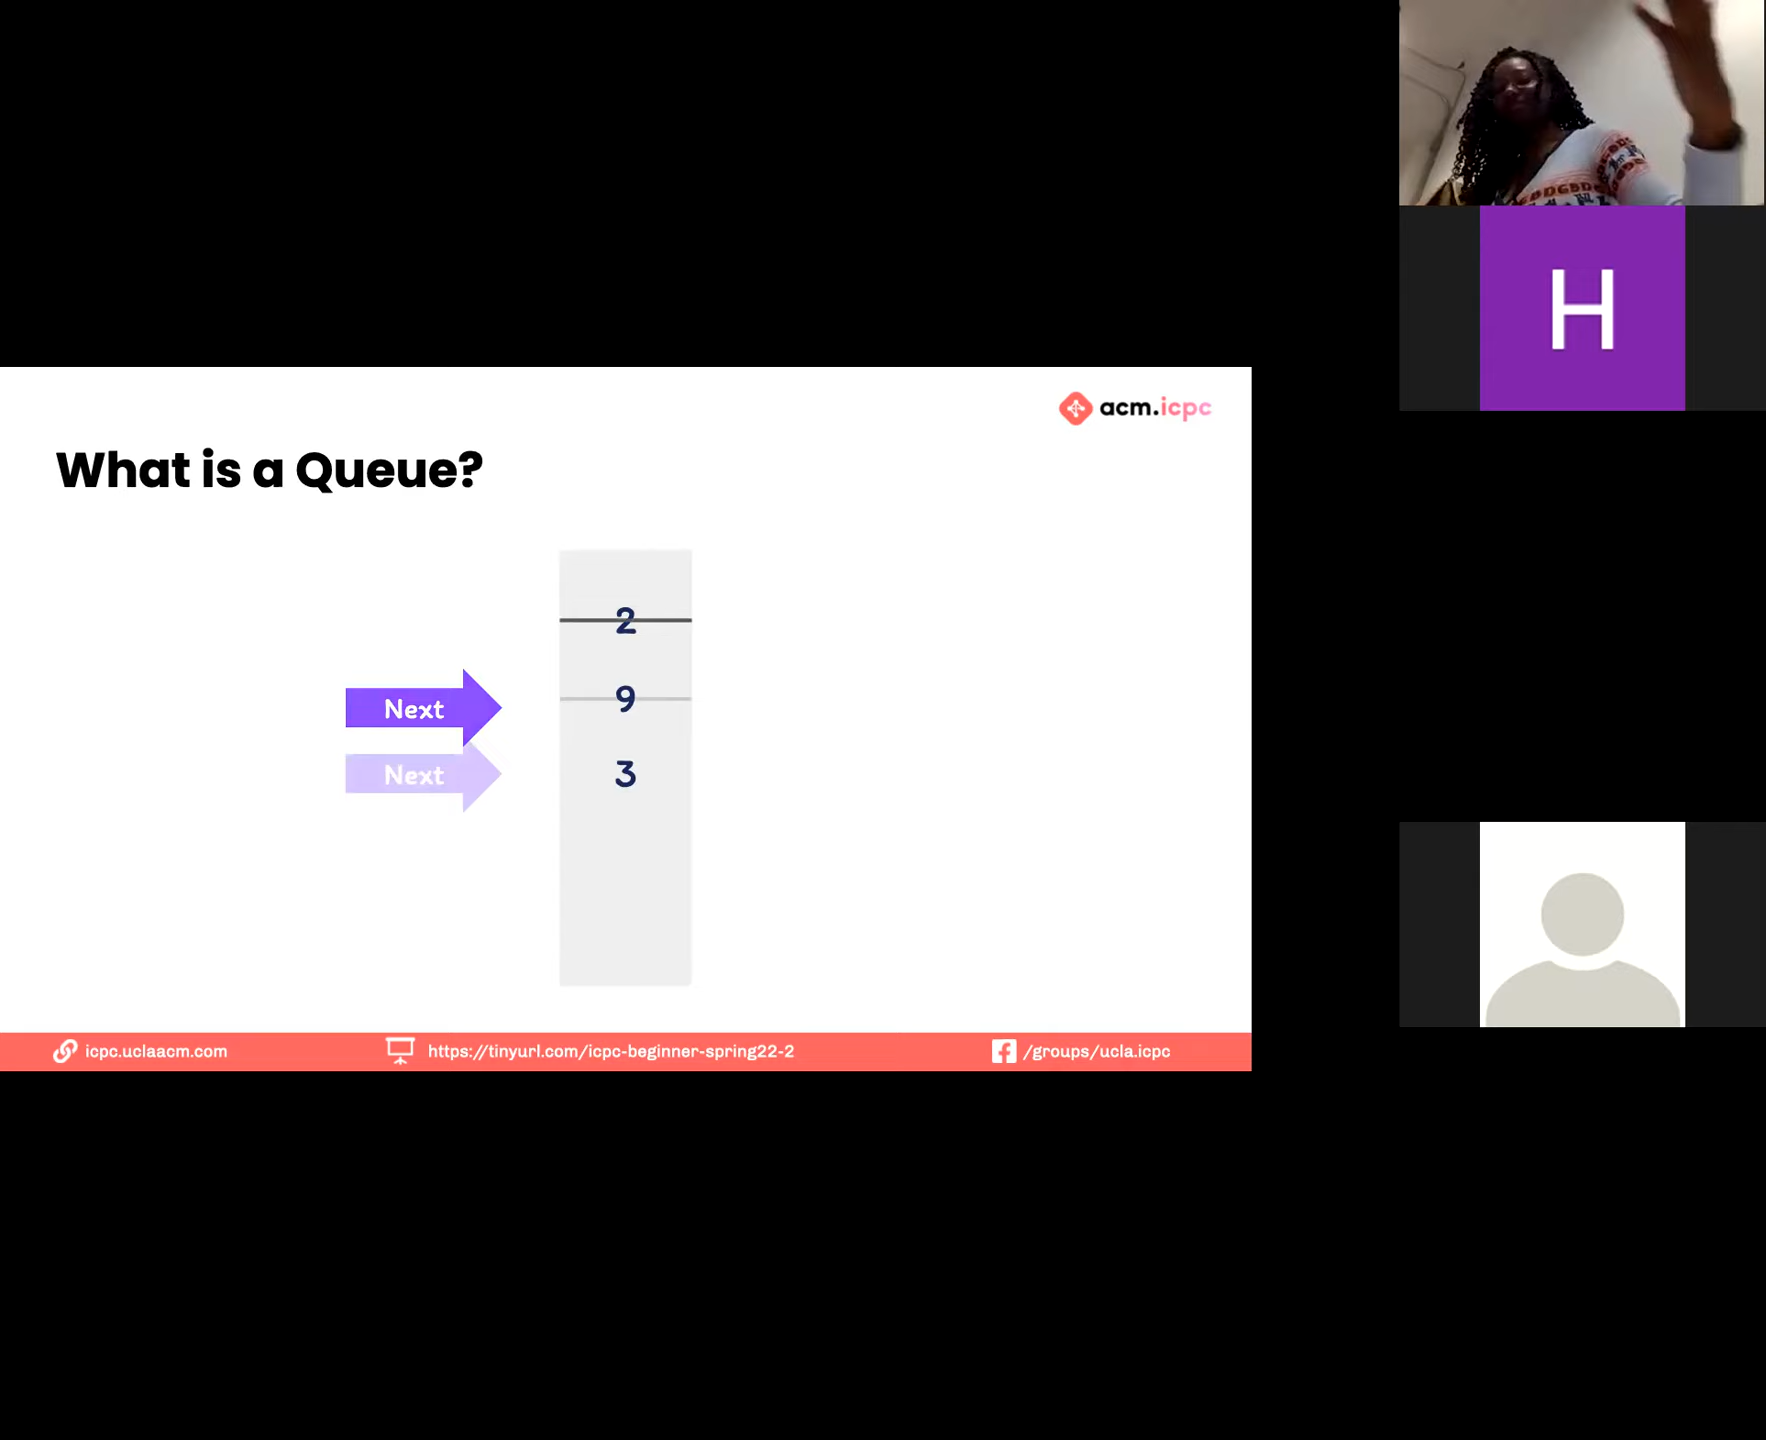 H
acm.icpc
What is a Queue?
2
9
Next
Next
3
icpc.uclaacm.com
https://tinyurl.com/icpc-beginner-spring22-2
/groups/ucla.icpc